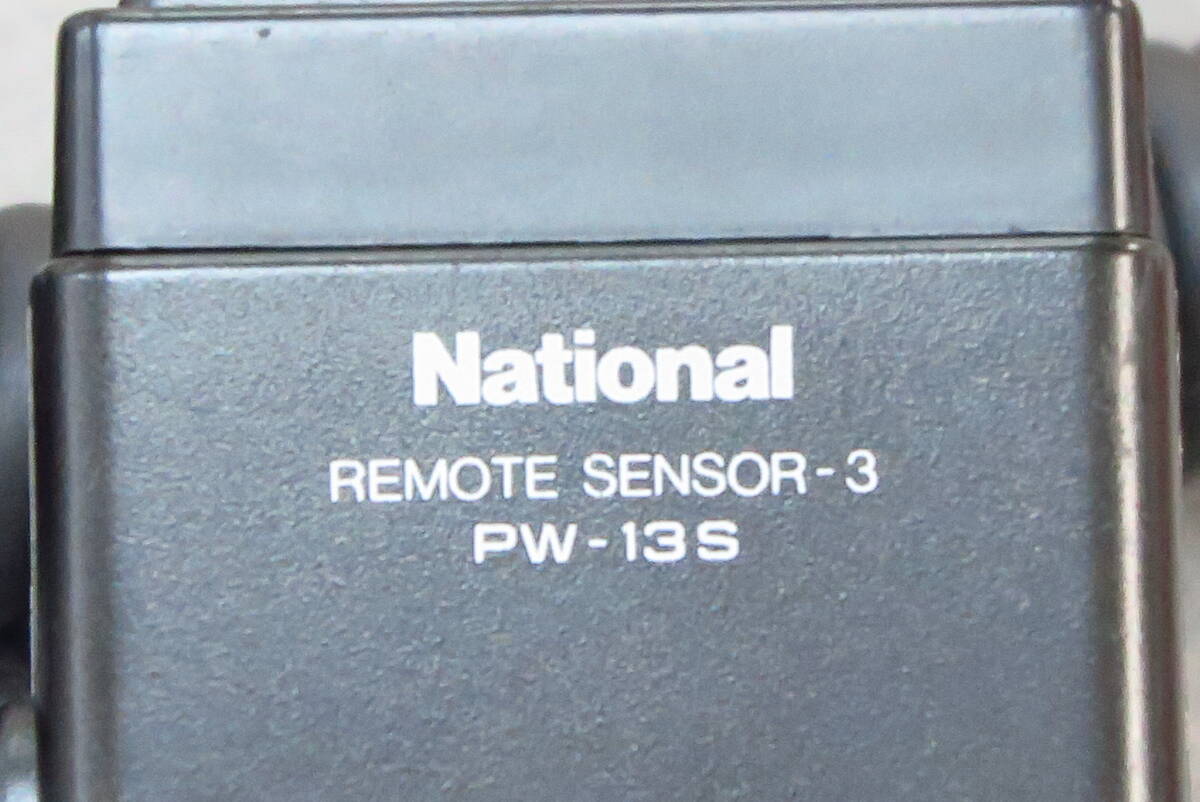 National
REMOTE SENSOR-3
PW-13S